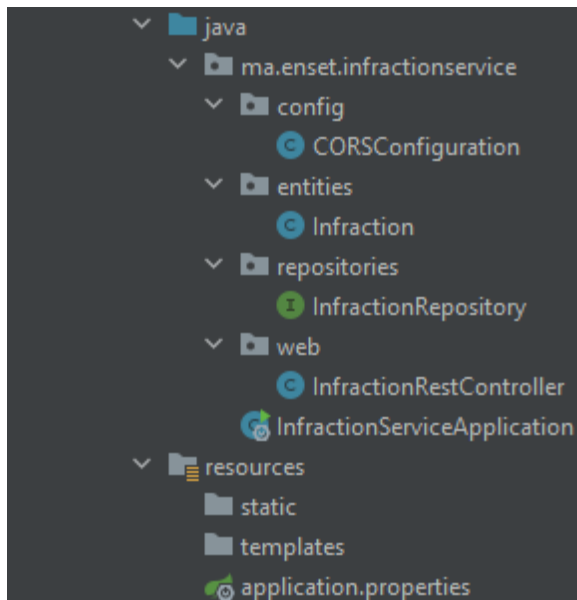 java
ma.enset.infractionservice
config
CORSConfiguration
entities
Infraction
repositories
InfractionRepository
web
InfractionRestController
InfractionServiceApplication
resources
static
templates
application.properties